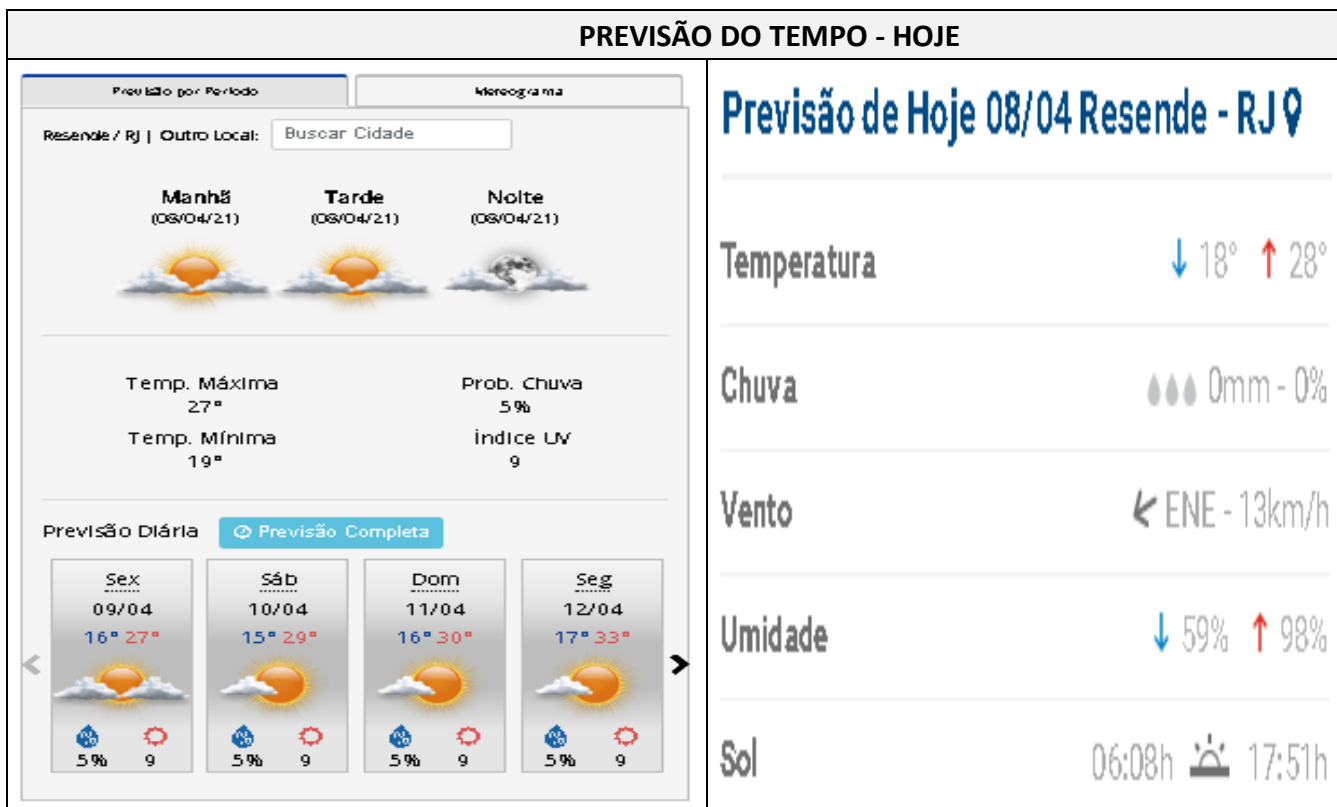 PREVISÃO DO TEMPO - HOJE
Previsão por Período
Meteograma
Resende / RJ | Outro Local: Buscar Cidade
Manhã Tarde Noite
(08/04/21) (08/04/21) (08/04/21)
Temp. Máxima Prob. Chuva
27° 5%
Temp. Mínima Índice UV
19° 9
Previsão Diária Previsão Completa
Sex Sáb Dom Seg
09/04 10/04 11/04 12/04
16° 27° 15° 29° 16° 30° 17° 33°
5% 9 5% 9 5% 9 5% 9
Previsão de Hoje 08/04 Resende - RJ
Temperatura 18° 28°
Chuva 0mm - 0%
Vento ENE - 13km/h
Umidade 59% 98%
Sol 06:08h 17:51h